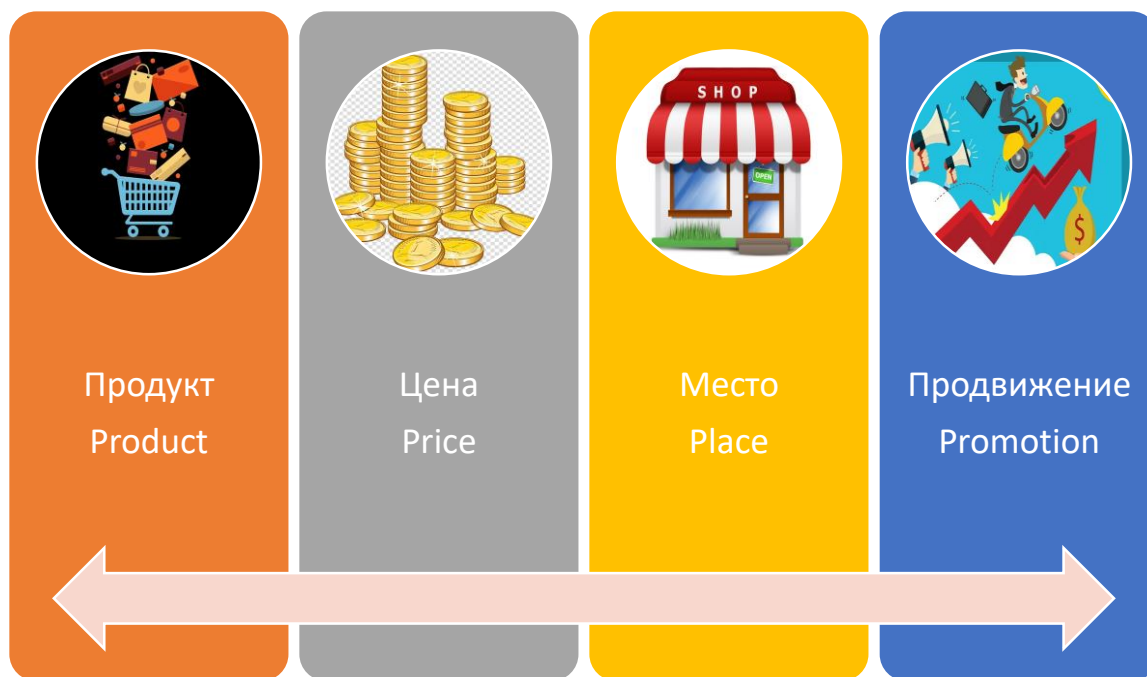 SHOP
OPEN
$
Продукт
Product
Цена
Price
Место
Place
Продвижение
Promotion